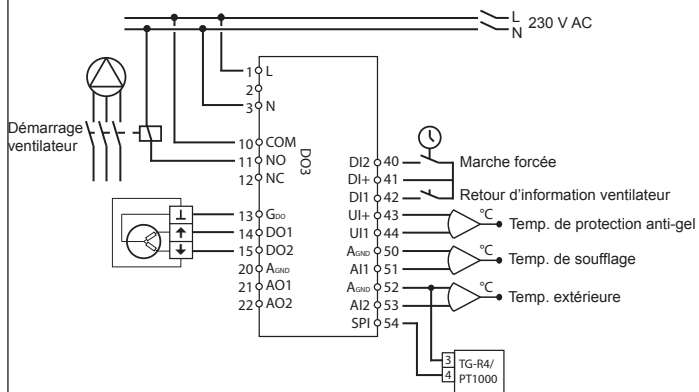 L
N
230 V AC
Démarrage
ventilateur
1 L
2
3 N
10 COM
11 NO
12 NC
DO3
13 GDO
14 DO1
15 DO2
20 AGND
21 AO1
22 AO2
DI2 40
DI+ 41
DI1 42
UI+ 43
UI1 44
AGND 50
AI1 51
AGND 52
AI2 53
SPI 54
Marche forcée
Retour d'information ventilateur
°C
Temp. de protection anti-gel
°C
Temp. de soufflage
°C
Temp. extérieure
3
4
TG-R4/
PT1000